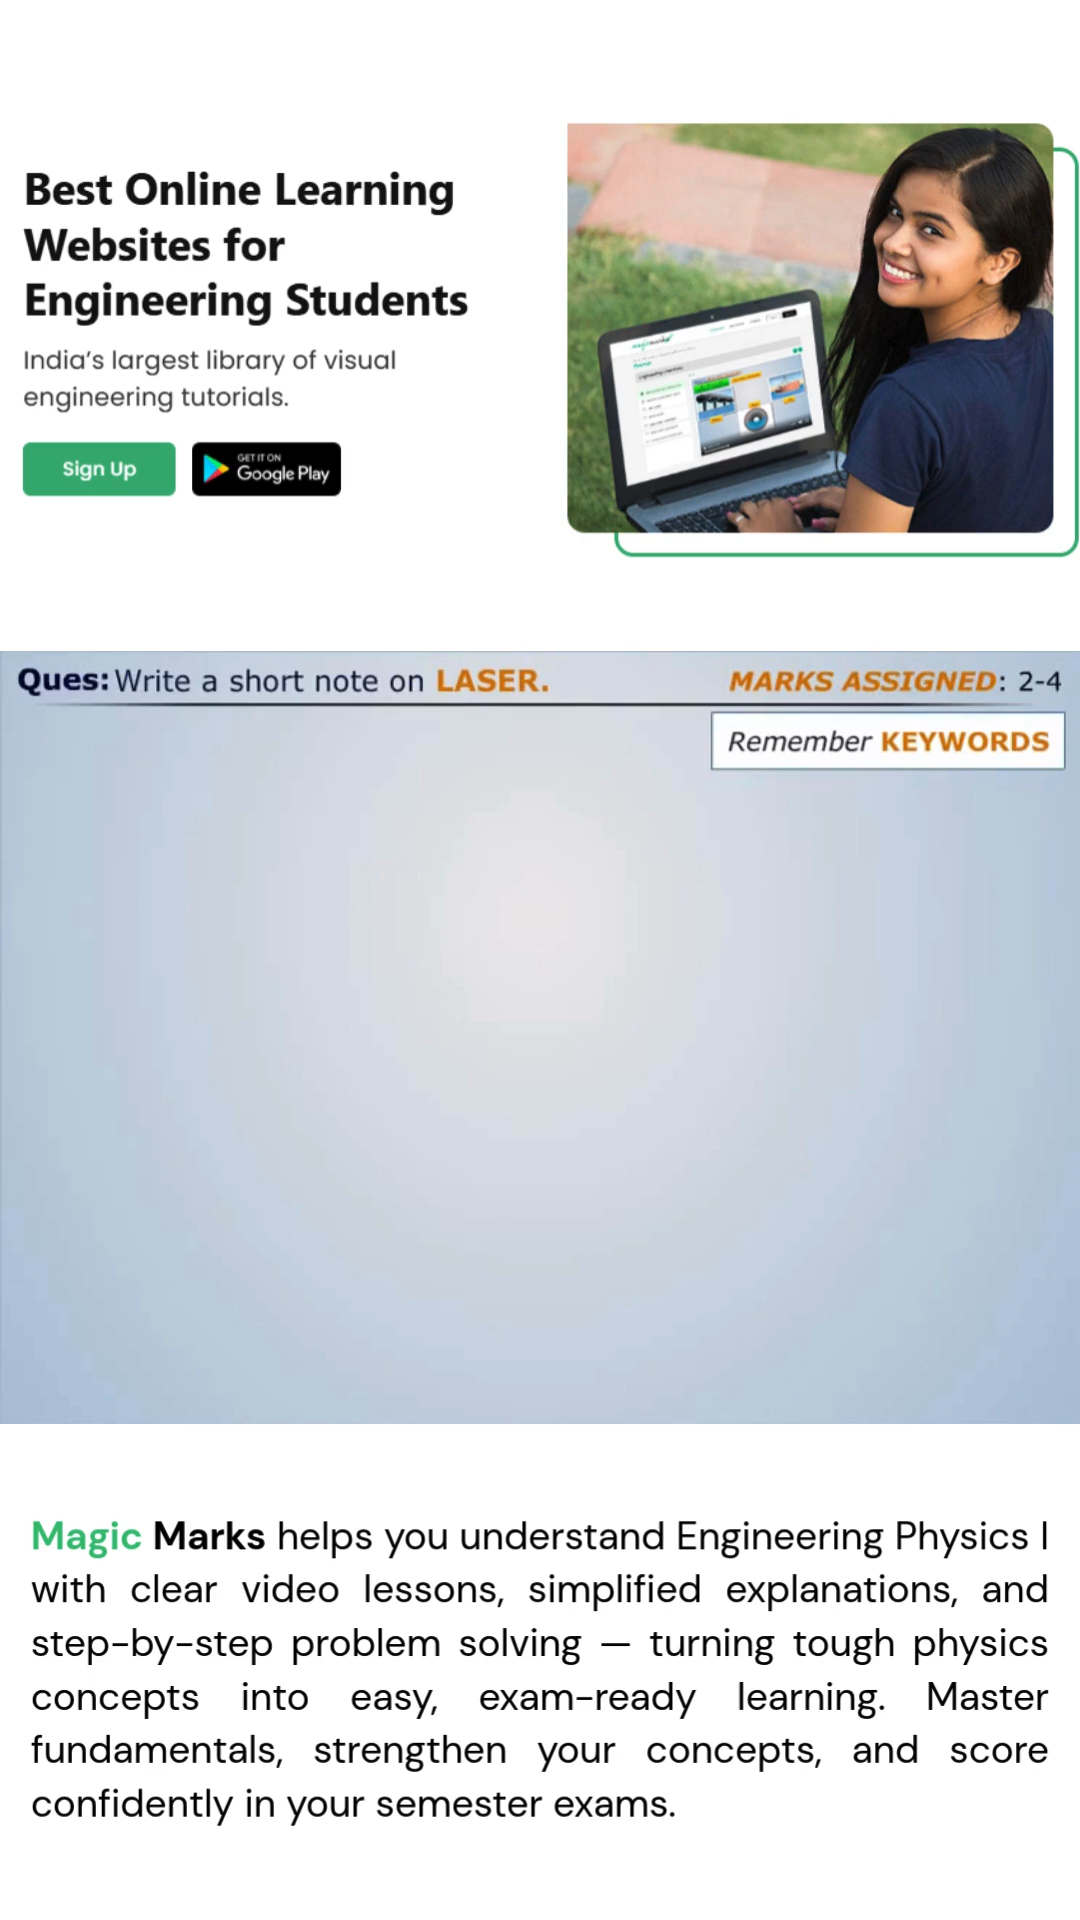 Best Online Learning
Websites for
Engineering Students
India's largest library of visual
engineering tutorials.
Sign Up
GET IT ON
Google Play
Ques: Write a short note on LASER.
MARKS ASSIGNED: 2-4
Remember KEYWORDS
Magic Marks helps you understand Engineering Physics I
with clear video lessons, simplified explanations, and
step-by-step problem solving — turning tough physics
concepts into easy, exam-ready learning. Master
fundamentals, strengthen your concepts, and score
confidently in your semester exams.